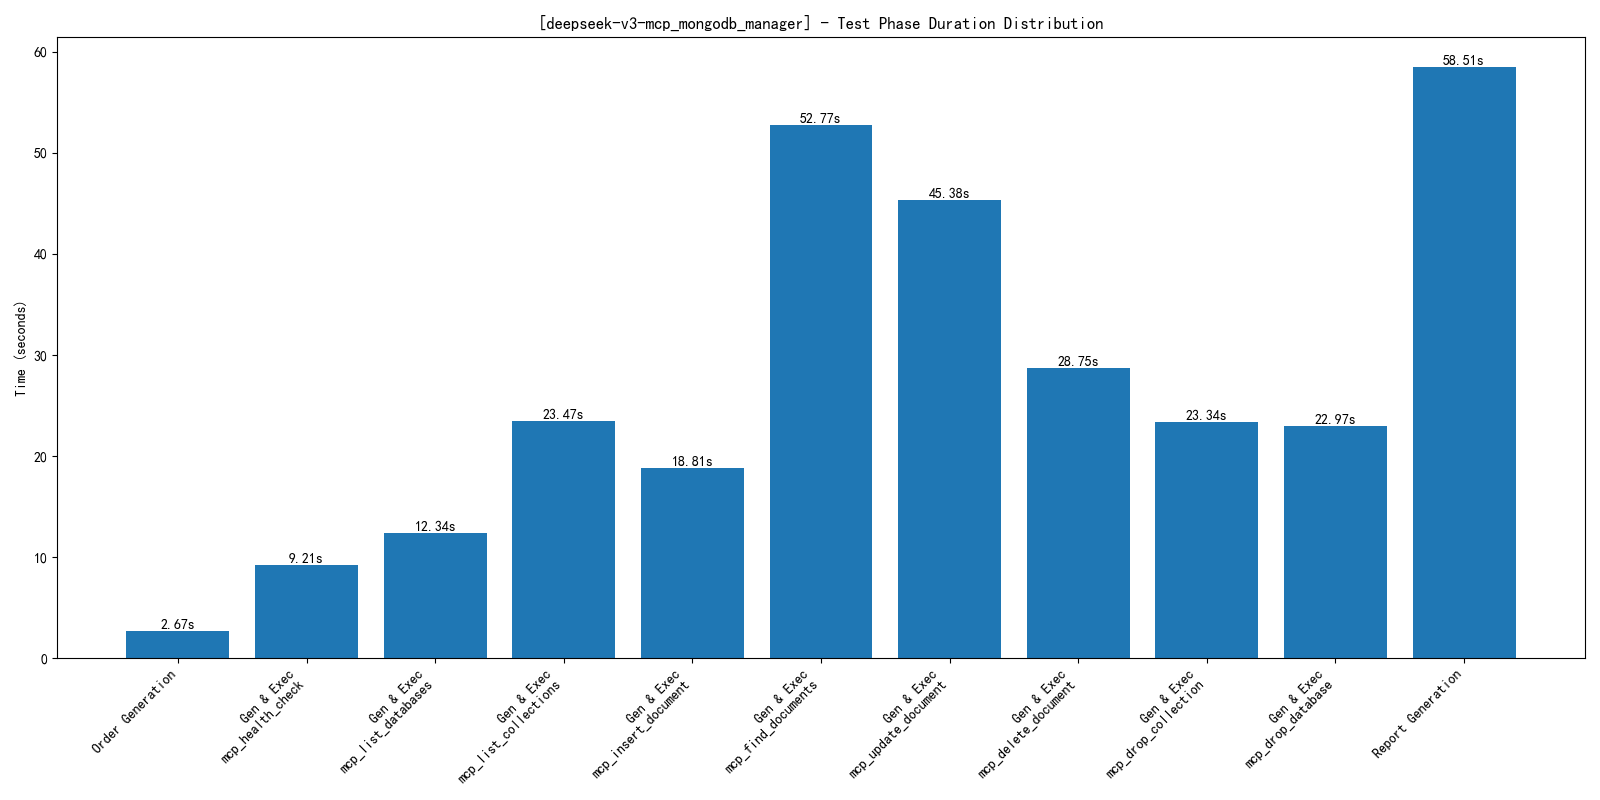 [deepseek-v3-mcp_mongodb_manager] - Test Phase Duration Distribution
Time (seconds)
60
50
40
30
20
10
0
2.67s
9.21s
12.34s
23.47s
18.81s
52.77s
45.38s
28.75s
23.34s
22.97s
58.51s
Order Generation
Gen & Exec
mcp_health_check
Gen & Exec
mcp_list_databases
Gen & Exec
mcp_list_collections
Gen & Exec
mcp_insert_document
Gen & Exec
mcp_find_documents
Gen & Exec
mcp_update_document
Gen & Exec
mcp_delete_document
Gen & Exec
mcp_drop_collection
Gen & Exec
mcp_drop_database
Report Generation